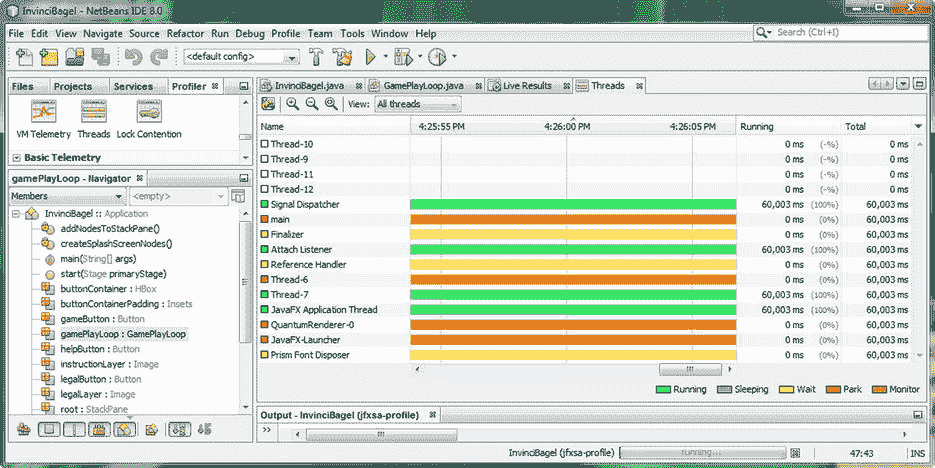 InvinciBagel - NetBeans IDE 8.0
File Edit View Navigate Source Refactor Run Debug Profile Team Tools Window Help
Search (Ctrl+I)
<default config>
Files Projects Services Profiler
InvinciBagel.java GamePlayLoop.java Live Results Threads
View: All threads
VM Telemetry Threads Lock Contention
Basic Telemetry
Name 4:25:55 PM 4:26:00 PM 4:26:05 PM Running Total
Thread-10 0 ms (-%) 0 ms
Thread-9 0 ms (-%) 0 ms
Thread-11 0 ms (-%) 0 ms
Thread-12 0 ms (-%) 0 ms
Signal Dispatcher 60,003 ms (100%) 60,003 ms
main 0 ms (0%) 60,003 ms
Finalizer 0 ms (0%) 60,003 ms
Attach Listener 60,003 ms (100%) 60,003 ms
Reference Handler 0 ms (0%) 60,003 ms
Thread-6 0 ms (0%) 60,003 ms
Thread-7 60,003 ms (100%) 60,003 ms
JavaFX Application Thread 60,003 ms (100%) 60,003 ms
QuantumRenderer-0 0 ms (0%) 60,003 ms
JavaFX-Launcher 0 ms (0%) 60,003 ms
Prism Font Disposer 0 ms (0%) 60,003 ms
Running Sleeping Wait Park Monitor
gamePlayLoop - Navigator
Members <empty>
InvinciBagel :: Application
addNodesToStackPane()
createSplashScreenNodes()
main(String[] args)
start(Stage primaryStage)
buttonContainer : HBox
buttonContainerPadding : Insets
gameButton : Button
gamePlayLoop : GamePlayLoop
helpButton : Button
instructionLayer : Image
legalButton : Button
legalLayer : Image
root : StackPane
Output - InvinciBagel (jfxsa-profile)
InvinciBagel (jfxsa-profile) running... 47:43 INS